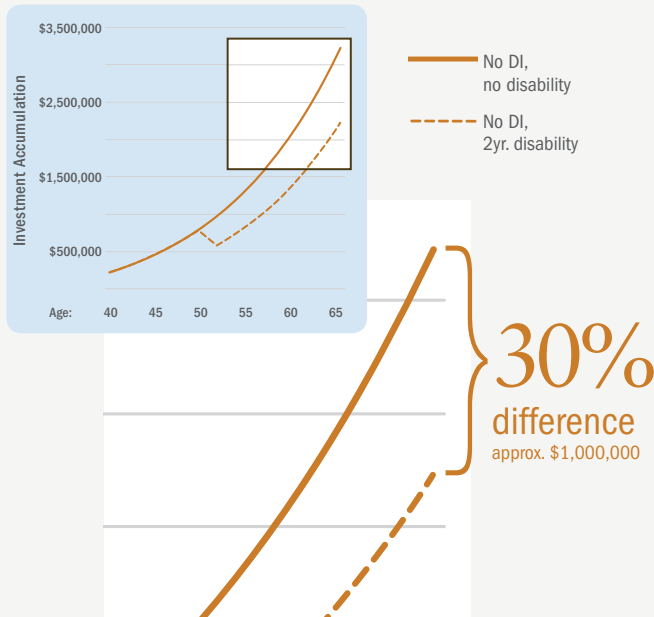 $3,500,000
$2,500,000
$1,500,000
$500,000
Investment Accumulation
Age: 40 45 50 55 60 65
No DI,
no disability
No DI,
2yr. disability
30%
difference
approx. $1,000,000